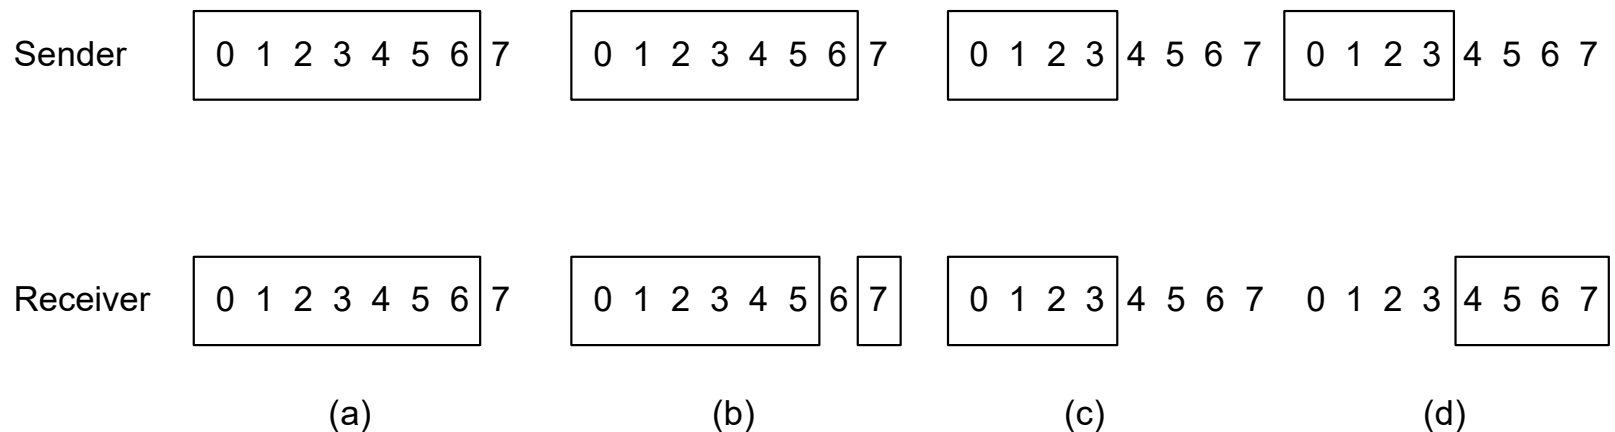 Sender 0 1 2 3 4 5 6 7 0 1 2 3 4 5 6 7 0 1 2 3 4 5 6 7 0 1 2 3 4 5 6 7
Receiver 0 1 2 3 4 5 6 7 0 1 2 3 4 5 6 7 0 1 2 3 4 5 6 7 0 1 2 3 4 5 6 7
(a) (b) (c) (d)